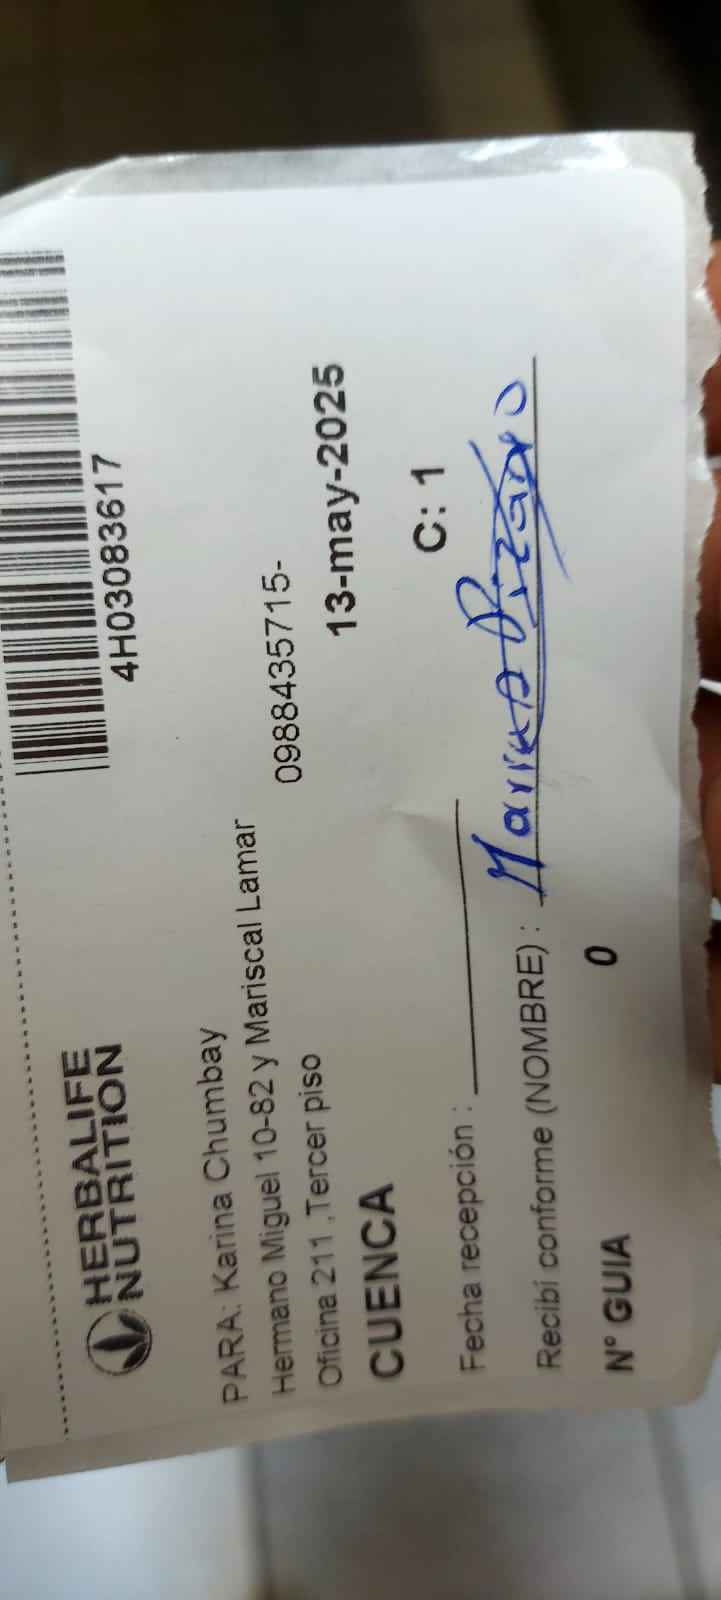 4H03083617
HERBALIFE
NUTRITION
PARA: Karina Chumbay
Hermano Miguel 10-82 y Mariscal Lamar
0988435715-
Oficina 211 .Tercer piso
13-may-2025
CUENCA
C: 1
Fecha recepción :
Recibí conforme (NOMBRE) :
Nº GUIA 0